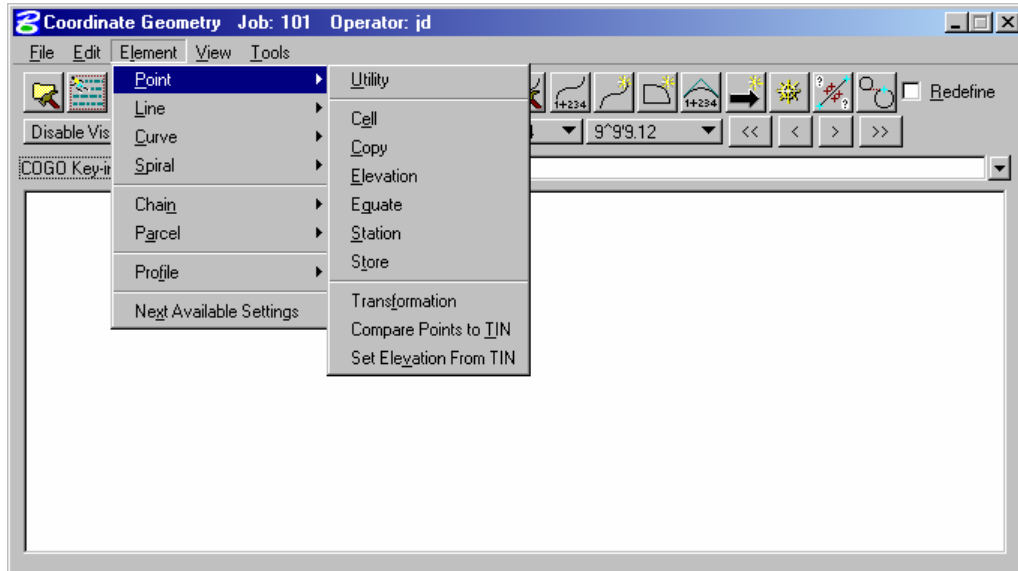 Coordinate Geometry Job: 101 Operator: jd
File Edit Element View Tools
Point
Line
Curve
Spiral
Chain
Parcel
Profile
Next Available Settings
Utility
Cell
Copy
Elevation
Equate
Station
Store
Transformation
Compare Points to TIN
Set Elevation From TIN
1+234 1+234 Redefine
Disable Vis 9^9'9.12 << < > >>
COGO Key-in